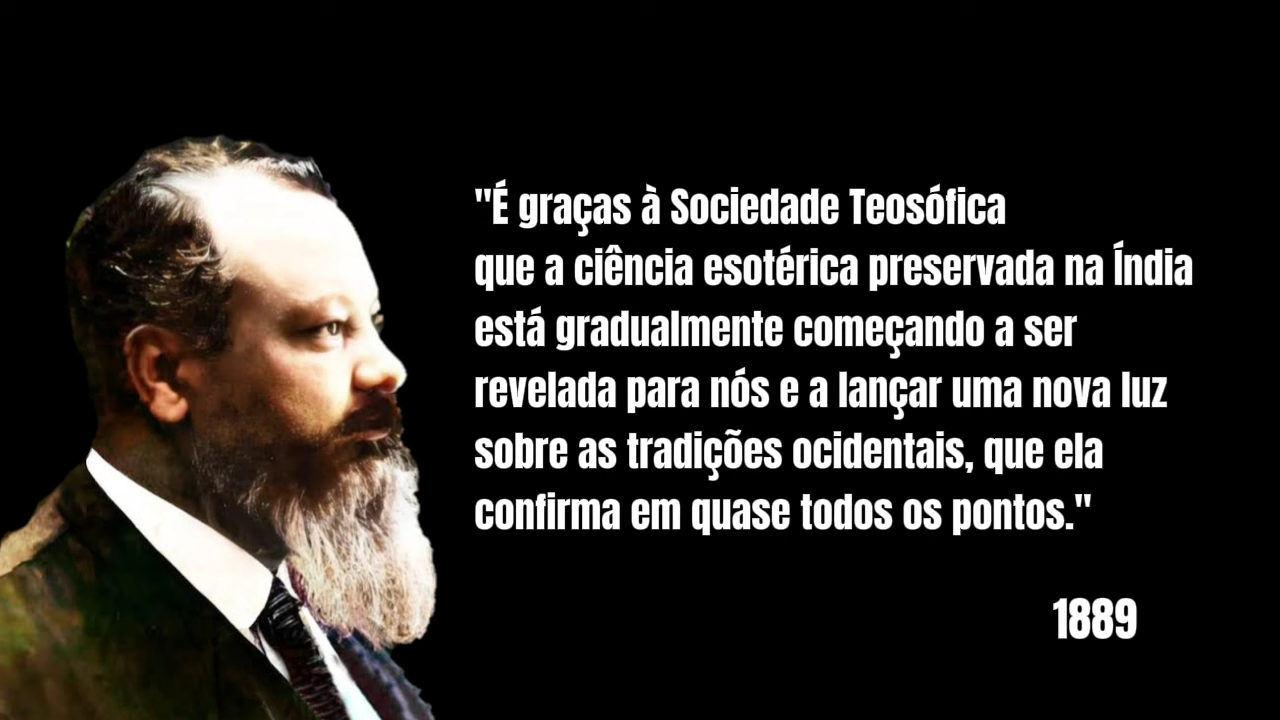 "É graças à Sociedade Teosófica
que a ciência esotérica preservada na Índia
está gradualmente começando a ser
revelada para nós e a lançar uma nova luz
sobre as tradições ocidentais, que ela
confirma em quase todos os pontos."
1889